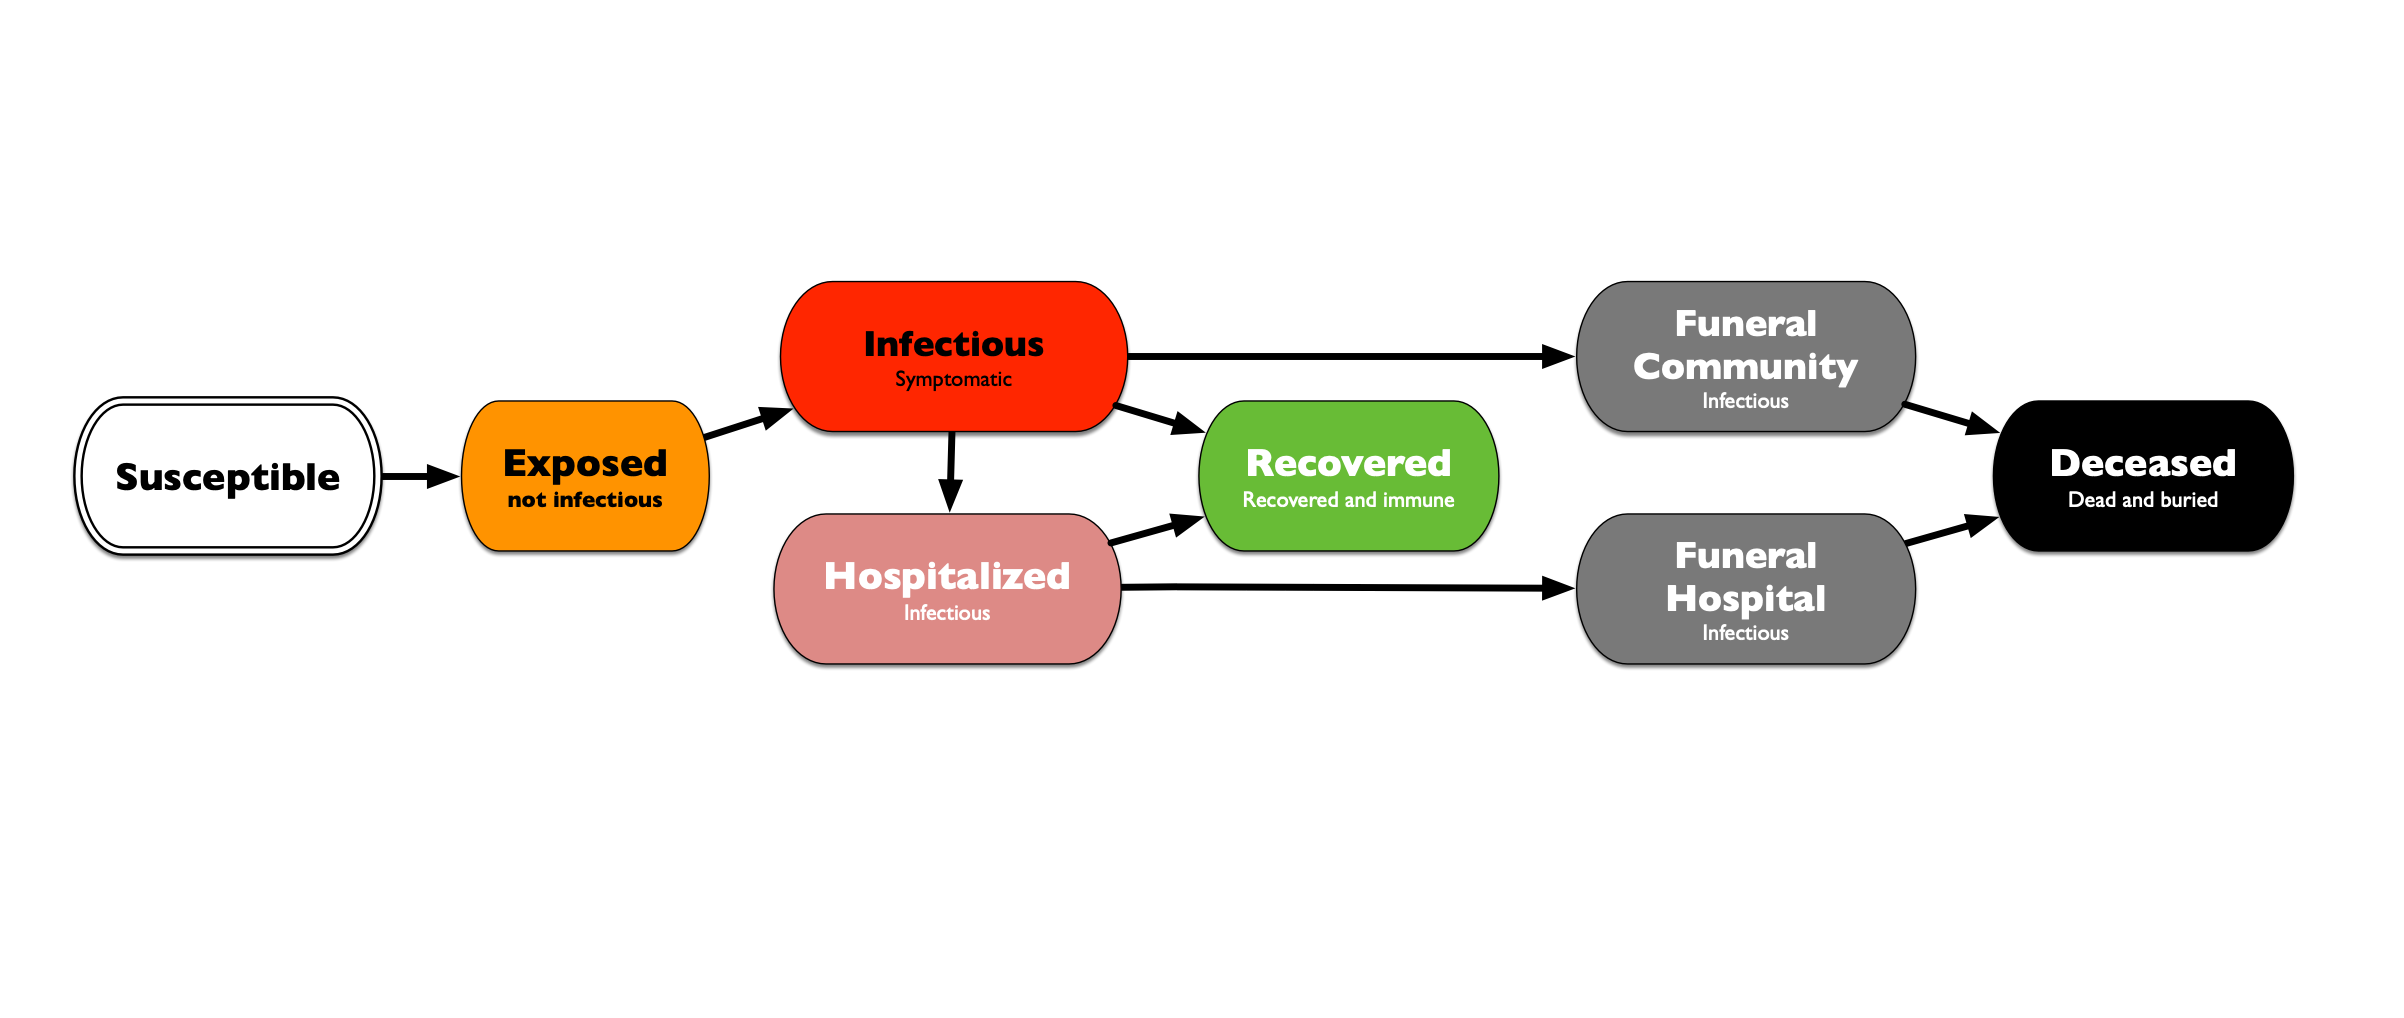 Susceptible
Exposed
not infectious
Infectious
Symptomatic
Hospitalized
Infectious
Recovered
Recovered and immune
Funeral
Community
Infectious
Funeral
Hospital
Infectious
Deceased
Dead and buried